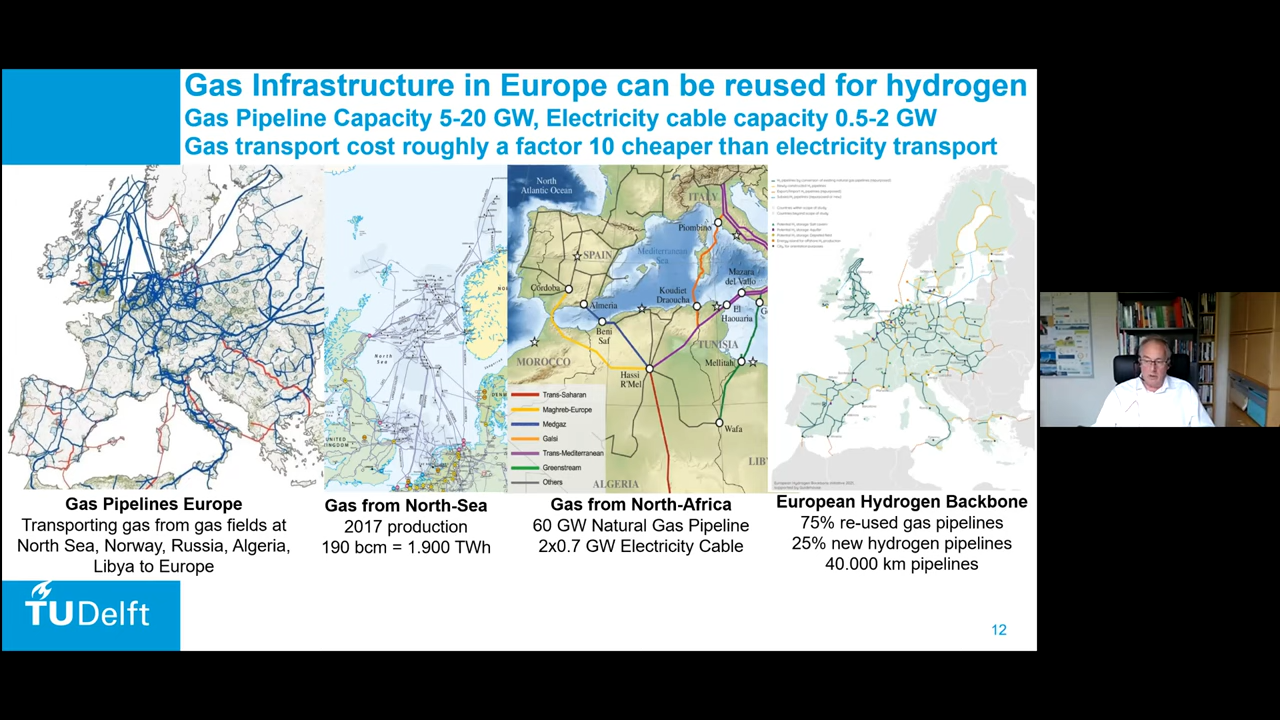 Gas Infrastructure in Europe can be reused for hydrogen
Gas Pipeline Capacity 5-20 GW, Electricity cable capacity 0.5-2 GW
Gas transport cost roughly a factor 10 cheaper than electricity transport
North
Sea
UNITED
KINGDOM
North
Atlantic Ocean
ITALY
Piombino
SPAIN
Mediterranean
Sea
Mazara
del Vallo
Córdoba
Koudiet
Draoucha
Almeria
El
Haouaria
Beni
Saf
TUNISIA
MOROCCO
Mellitah
Hassi
R'Mel
Trans-Saharan
Maghreb-Europe
Medgaz
Galsi
Trans-Mediterranean
Greenstream
Others
Wafa
LIB
ALGERIA
Gas Pipelines Europe
Transporting gas from gas fields at
North Sea, Norway, Russia, Algeria,
Libya to Europe
Gas from North-Sea
2017 production
190 bcm = 1.900 TWh
Gas from North-Africa
60 GW Natural Gas Pipeline
2x0.7 GW Electricity Cable
European Hydrogen Backbone
75% re-used gas pipelines
25% new hydrogen pipelines
40.000 km pipelines
TUDelft
12